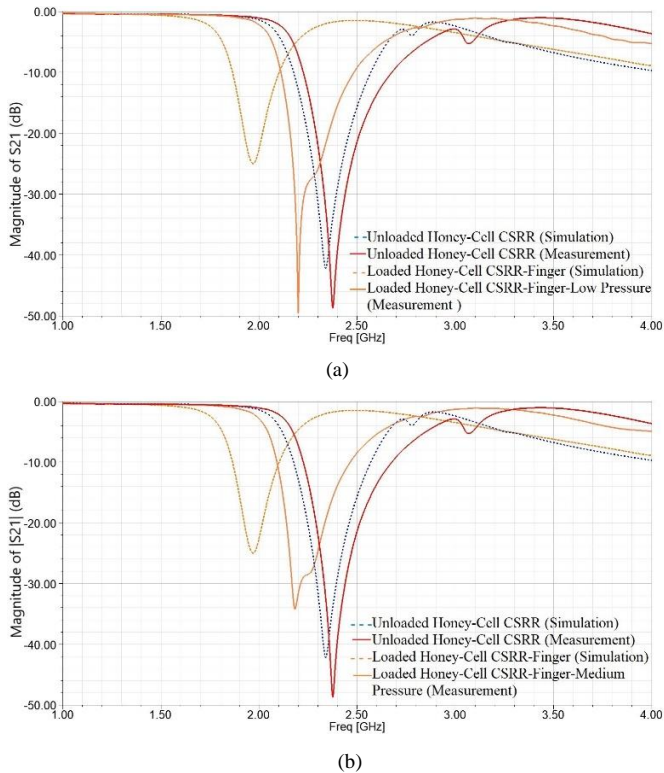 0.00
-10.00
-20.00
-30.00
-40.00
-50.00
Magnitude of S21 (dB)
Unloaded Honey-Cell CSRR (Simulation)
Unloaded Honey-Cell CSRR (Measurement)
Loaded Honey-Cell CSRR-Finger (Simulation)
Loaded Honey-Cell CSRR-Finger-Low Pressure
(Measurement )
1.00 1.50 2.00 2.50 3.00 3.50 4.00
Freq [GHz]
(a)
0.00
-10.00
-20.00
-30.00
-40.00
-50.00
Magnitude of |S21| (dB)
Unloaded Honey-Cell CSRR (Simulation)
Unloaded Honey-Cell CSRR (Measurement)
Loaded Honey-Cell CSRR-Finger (Simulation)
Loaded Honey-Cell CSRR-Finger-Medium
Pressure (Measurement)
1.00 1.50 2.00 2.50 3.00 3.50 4.00
Freq [GHz]
(b)